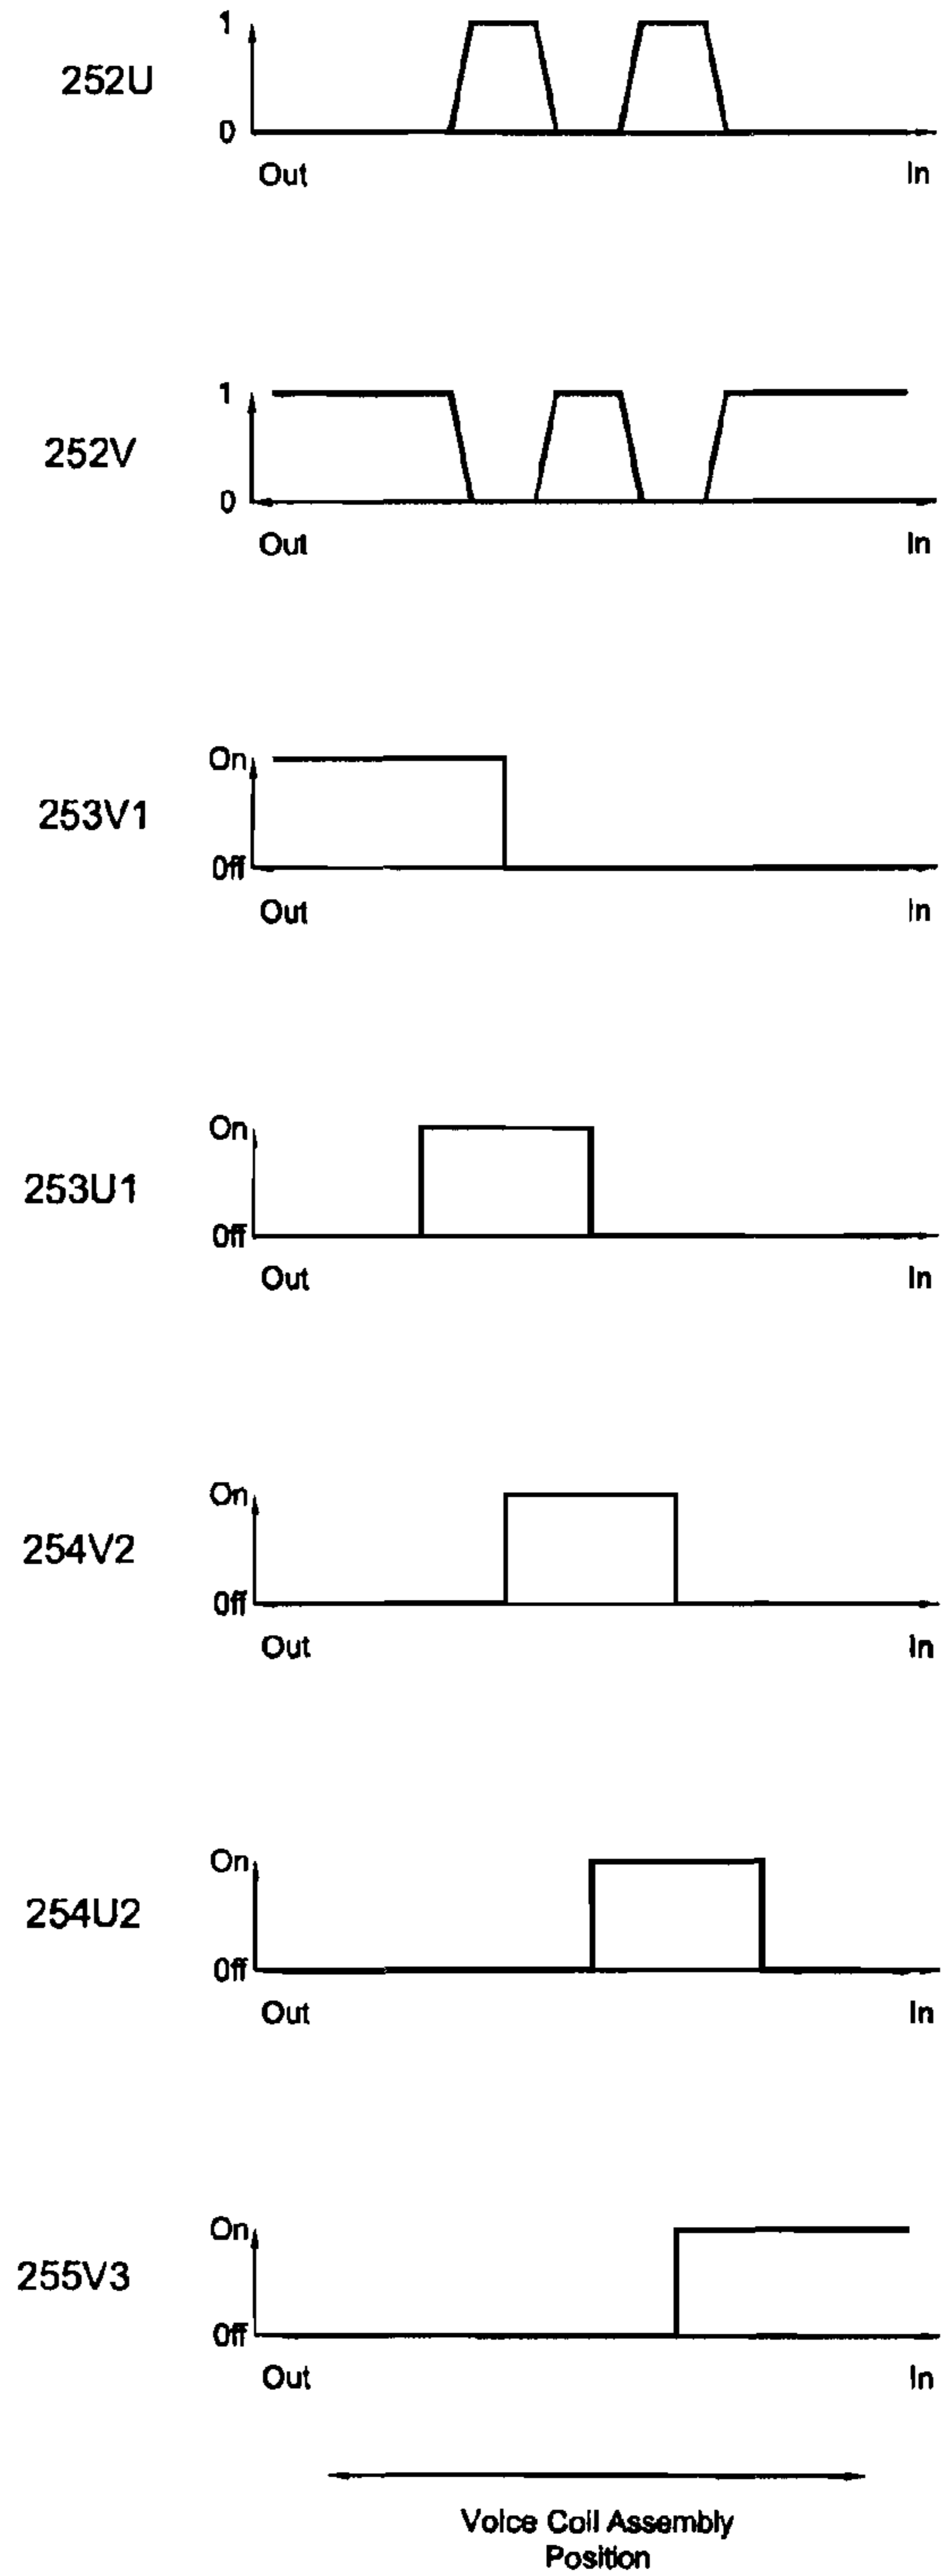 1
252U
0
Out In
1
252V
0
Out In
On
253V1
Off
Out In
On
253U1
Off
Out In
On
254V2
Off
Out In
On
254U2
Off
Out In
On
255V3
Off
Out In
Voice Coil Assembly
Position